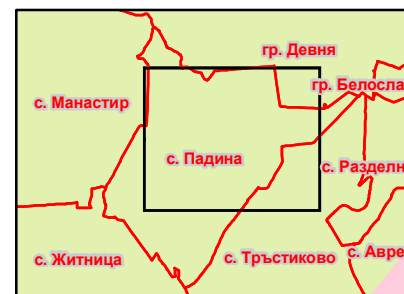 гр. Девня
гр. Белосла
с. Манастир
с. Падина
с. Разделн
с. Житница
с. Тръстиково
с. Авре